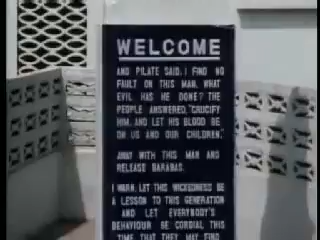 WELCOME
AND PILATE SAID, I FIND NO
FAULT ON THIS MAN. WHAT
EVIL HAS HE DONE? THE
PEOPLE ANSWERED, "CRUCIFY
HIM. AND LET HIS BLOOD BE
ON US AND OUR CHILDREN."
AWAY WITH THIS MAN AND
RELEASE BARABAS.
I WARN, LET THIS WICKEDNESS BE
A LESSON TO THIS GENERATION
AND LET EVERYBODY'S
BEHAVIOUR BE CORDIAL THIS
TIME THAT THEY MAY FIND